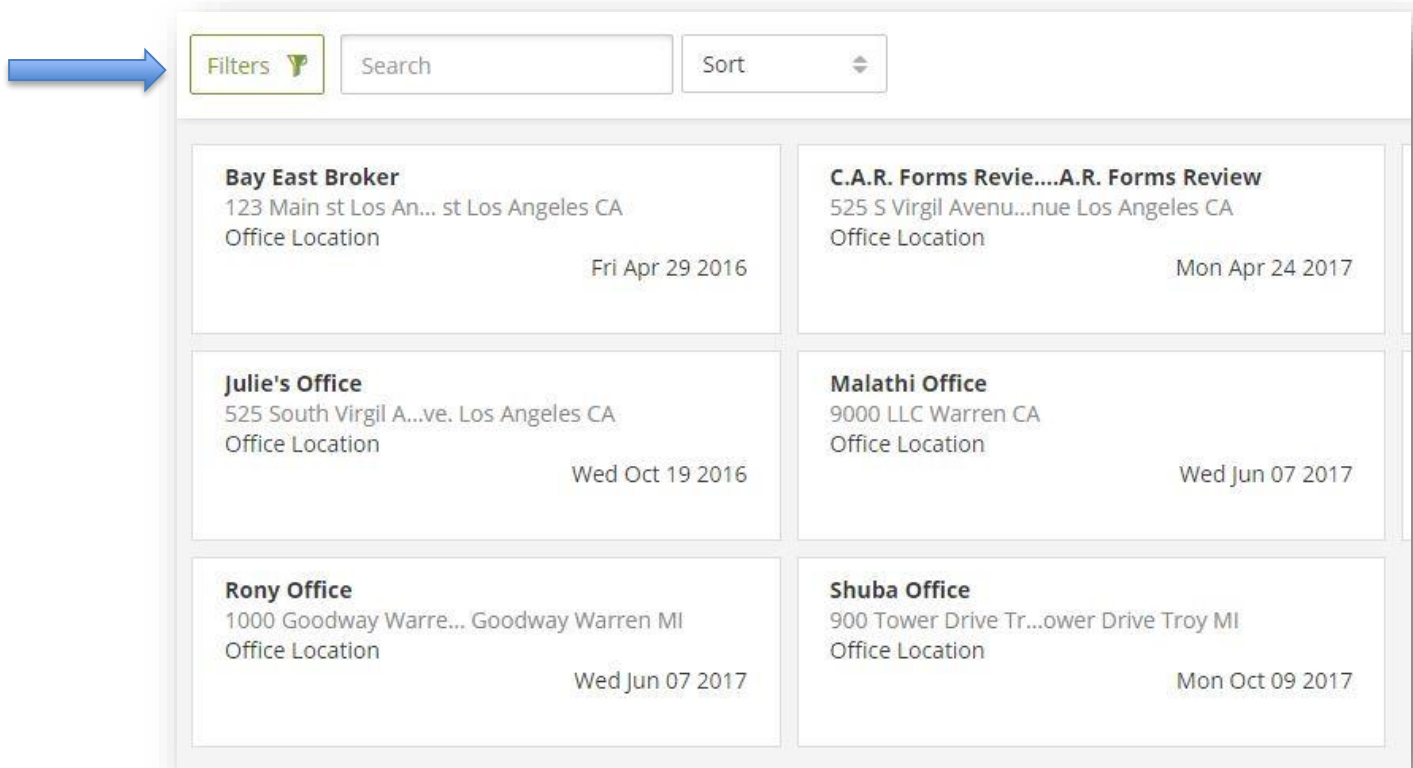 Filters Search Sort
Bay East Broker
123 Main st Los An... st Los Angeles CA
Office Location
Fri Apr 29 2016
C.A.R. Forms Revie....A.R. Forms Review
525 S Virgil Avenu...nue Los Angeles CA
Office Location
Mon Apr 24 2017
Julie's Office
525 South Virgil A...ve. Los Angeles CA
Office Location
Wed Oct 19 2016
Malathi Office
9000 LLC Warren CA
Office Location
Wed Jun 07 2017
Rony Office
1000 Goodway Warre... Goodway Warren MI
Office Location
Wed Jun 07 2017
Shuba Office
900 Tower Drive Tr...ower Drive Troy MI
Office Location
Mon Oct 09 2017